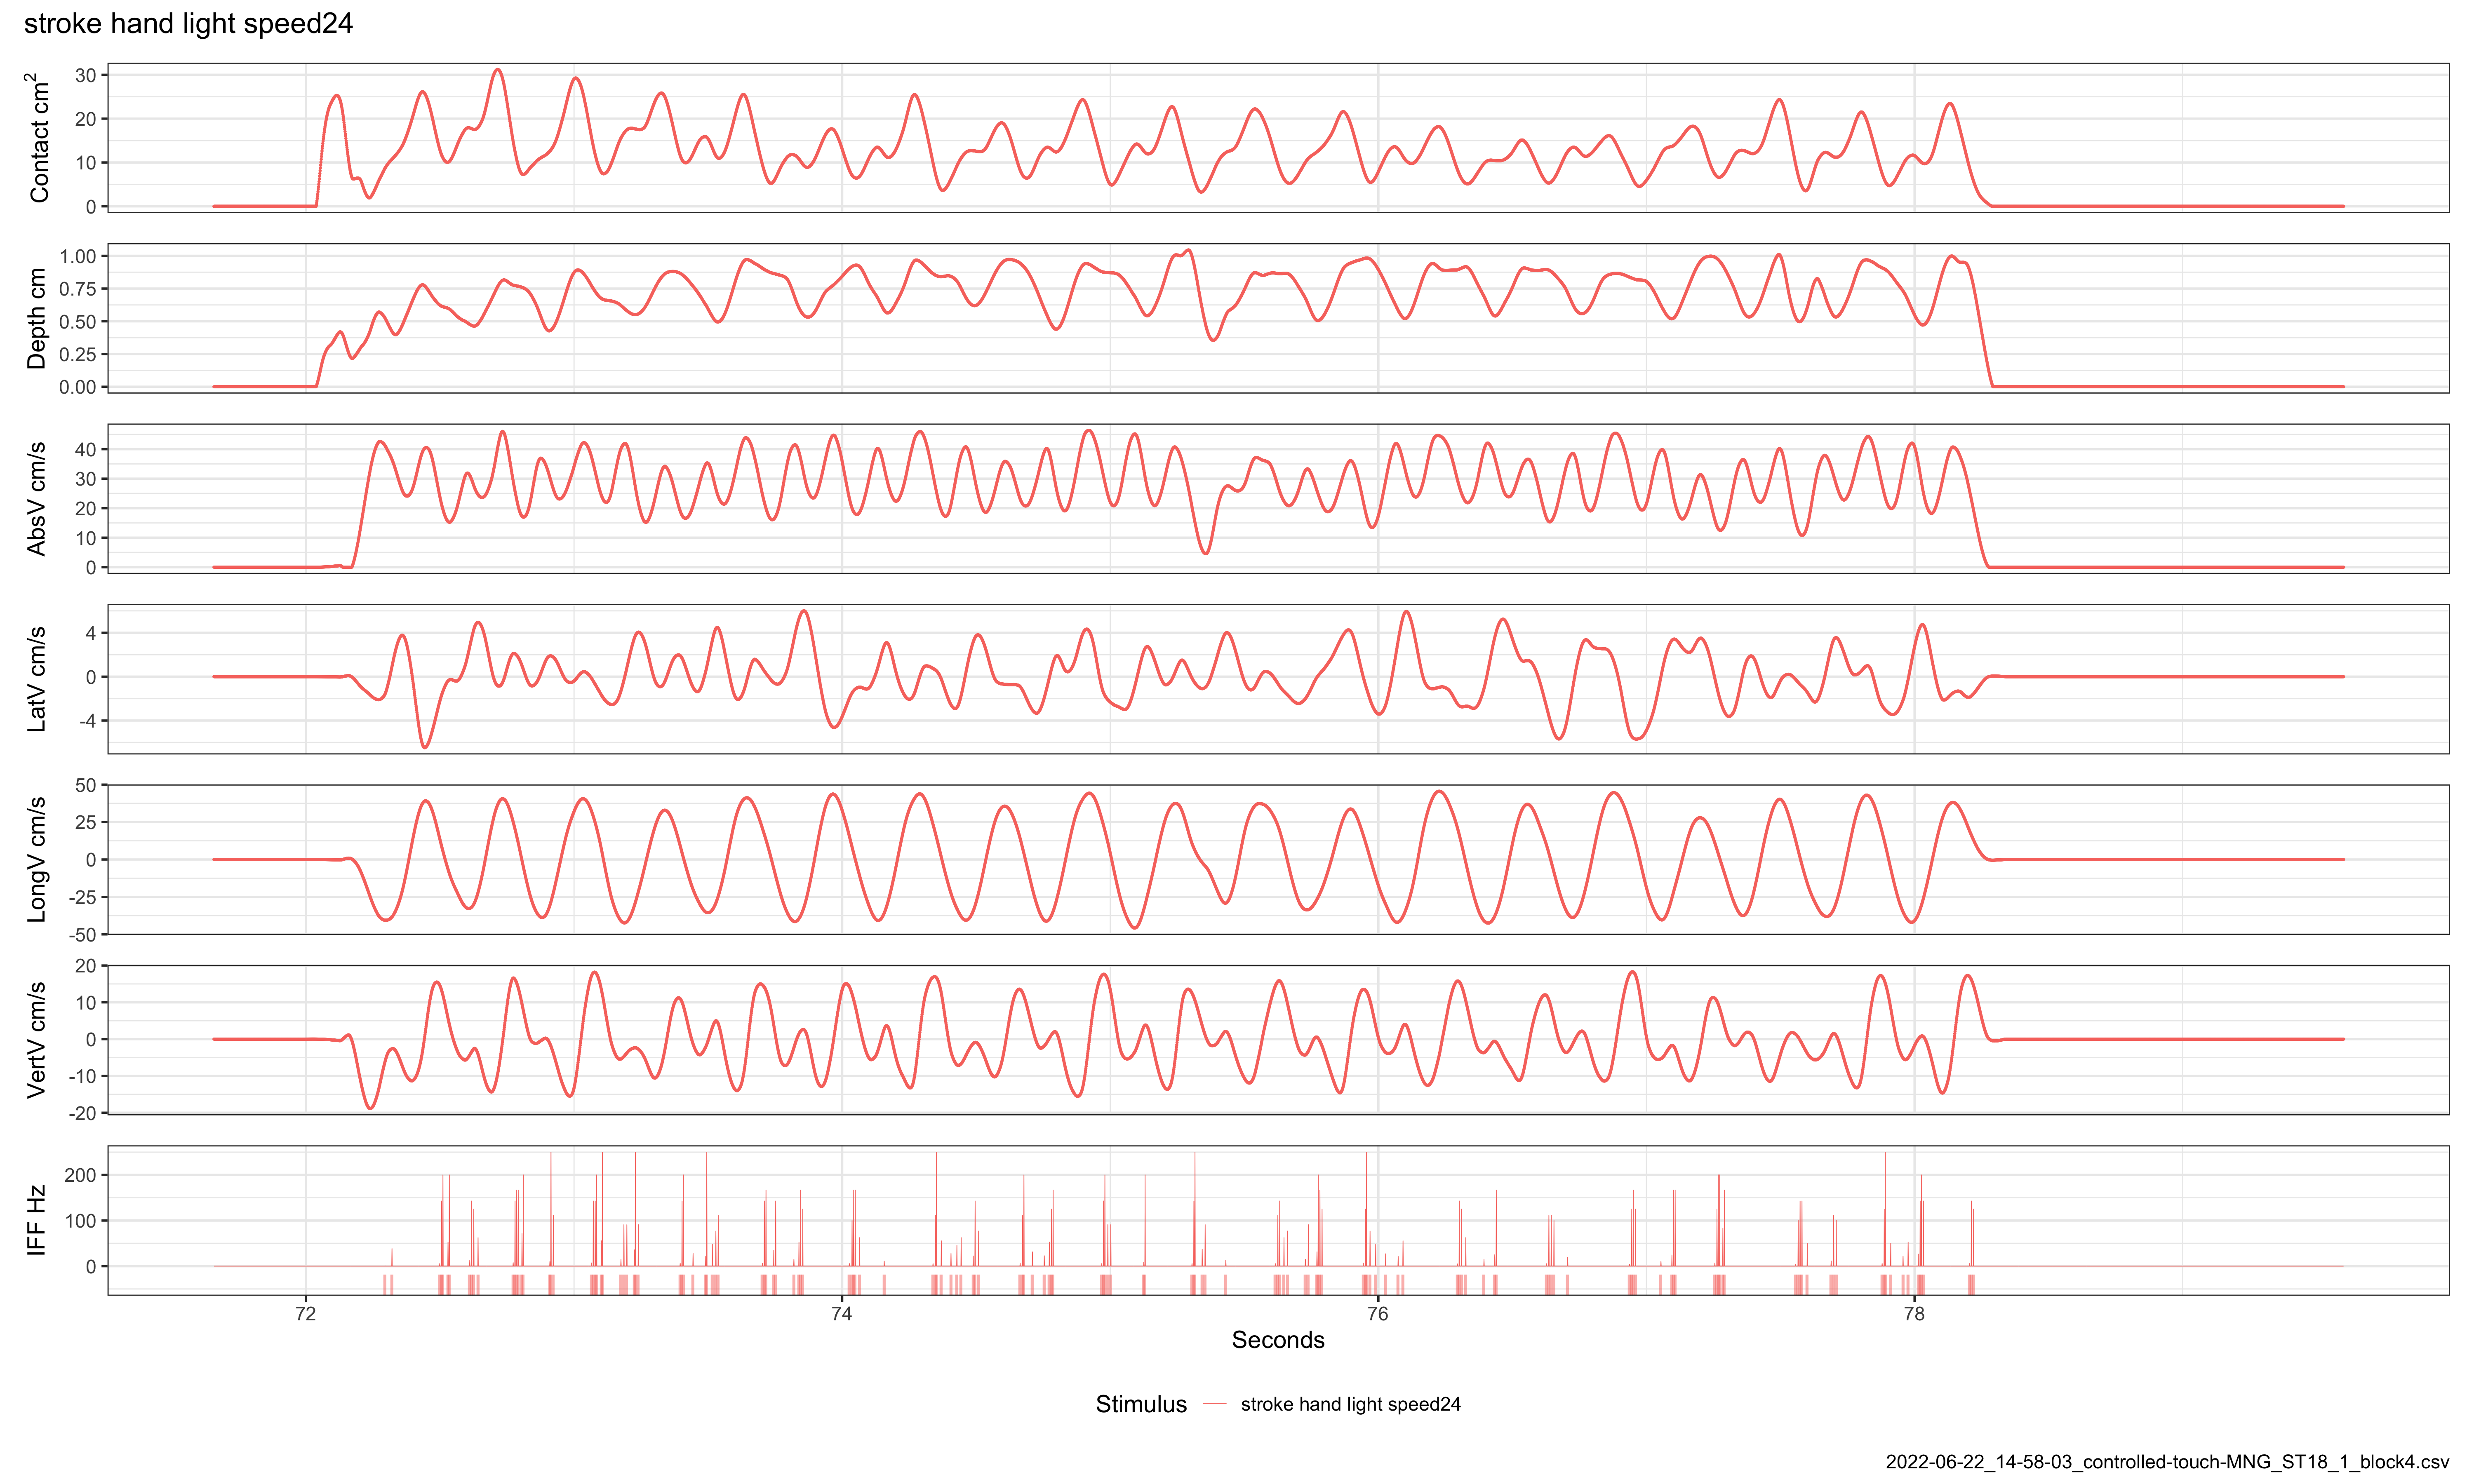 stroke hand light speed24
Contact cm²
30
20
10
0
Depth cm
1.00
0.75
0.50
0.25
0.00
AbsV cm/s
40
30
20
10
0
LatV cm/s
4
0
-4
LongV cm/s
50
25
0
-25
-50
VertV cm/s
20
10
0
-10
-20
IFF Hz
200
100
0
72 74 76 78
Seconds
Stimulus stroke hand light speed24
2022-06-22_14-58-03_controlled-touch-MNG_ST18_1_block4.csv